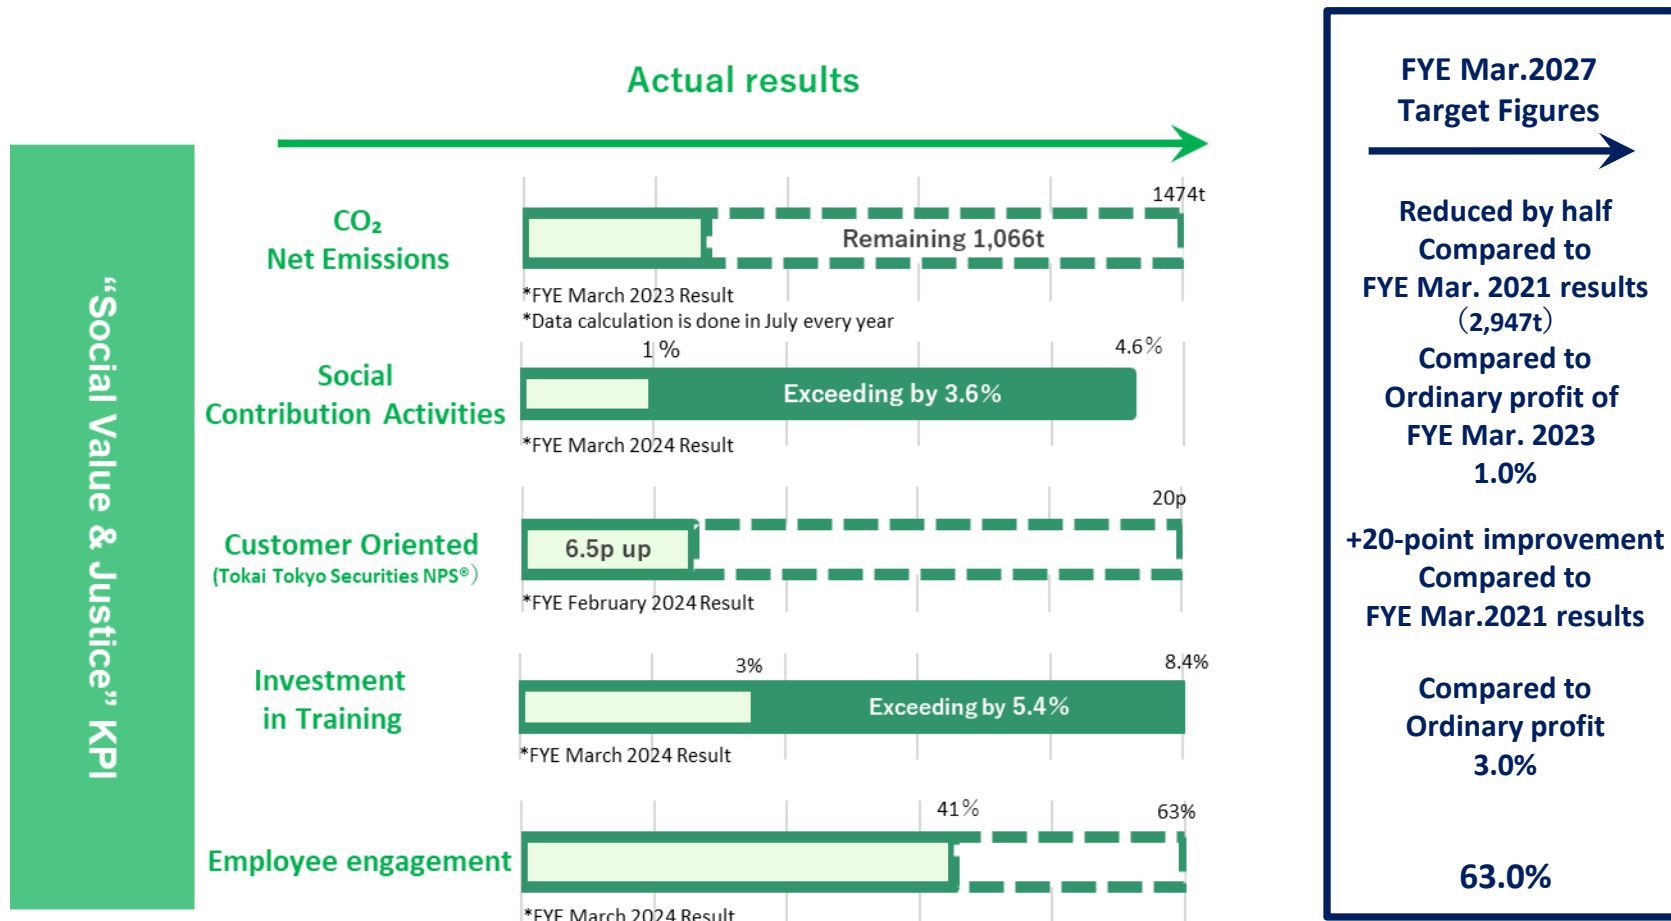 Actual results
FYE Mar.2027
Target Figures
“Social Value & Justice” KPI
CO₂
Net Emissions
1474t
Remaining 1,066t
*FYE March 2023 Result
*Data calculation is done in July every year
Reduced by half
Compared to
FYE Mar. 2021 results
（2,947t）
Social
Contribution Activities
1%
4.6%
Exceeding by 3.6%
*FYE March 2024 Result
Compared to
Ordinary profit of
FYE Mar. 2023
1.0%
Customer Oriented
(Tokai Tokyo Securities NPS®）
20p
6.5p up
*FYE February 2024 Result
+20-point improvement
Compared to
FYE Mar.2021 results
Investment
in Training
3%
8.4%
Exceeding by 5.4%
*FYE March 2024 Result
Compared to
Ordinary profit
3.0%
Employee engagement
41%
63%
*FYE March 2024 Result
63.0%